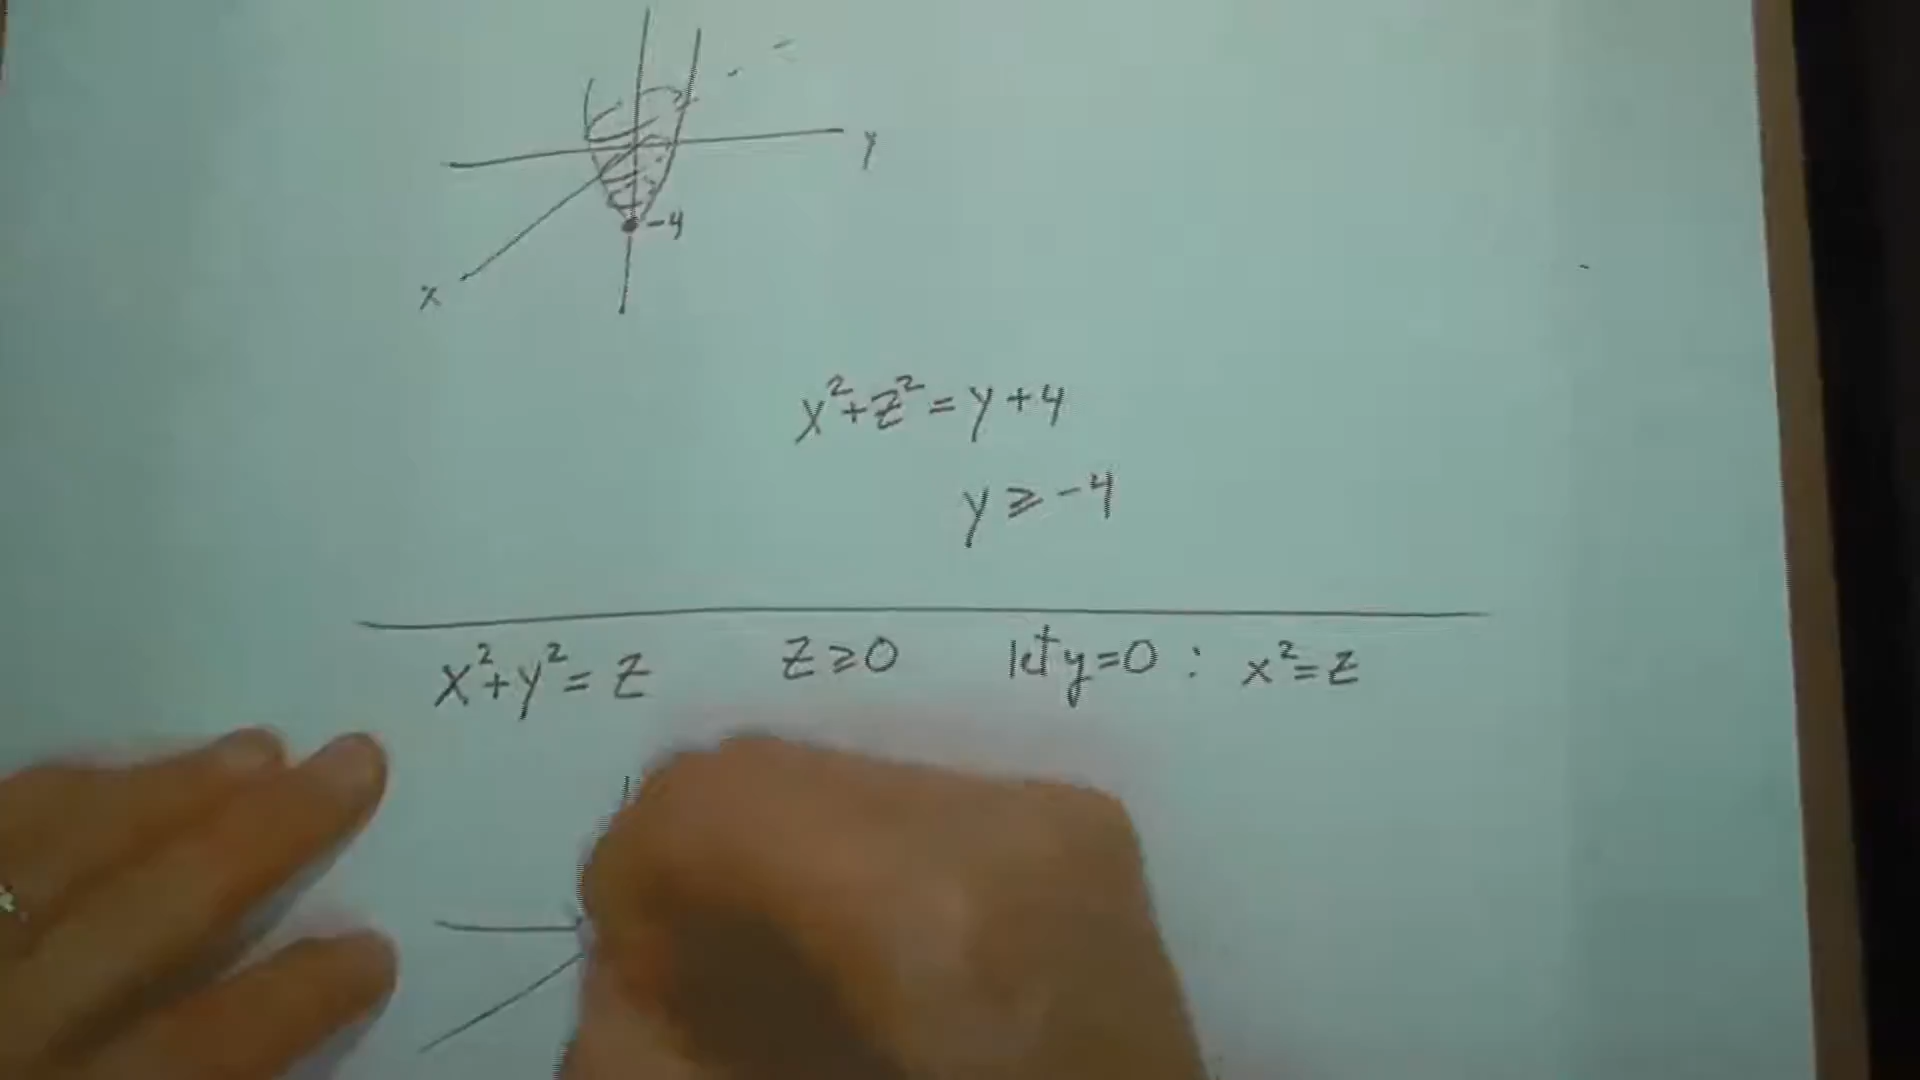 y
-4
x
x²+z²=y+4
y≥-4
x²+y²=z z≥0 let y=0 : x²=z